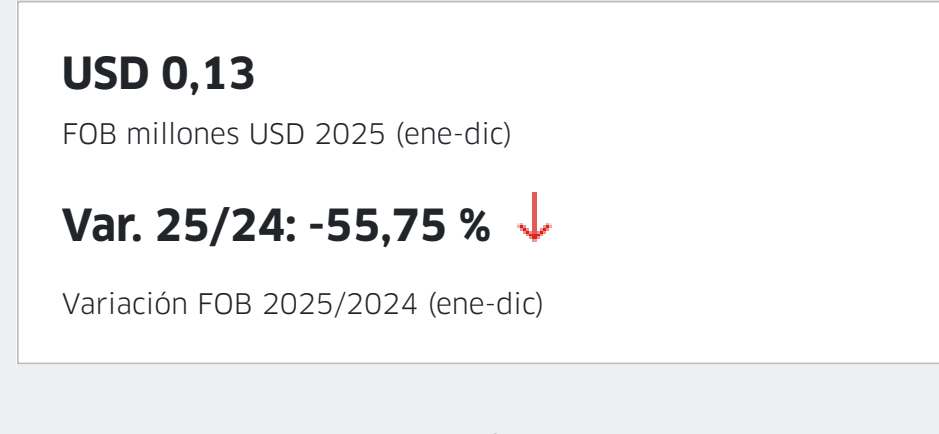 USD 0,13
FOB millones USD 2025 (ene-dic)
Var. 25/24: -55,75 %
Variación FOB 2025/2024 (ene-dic)